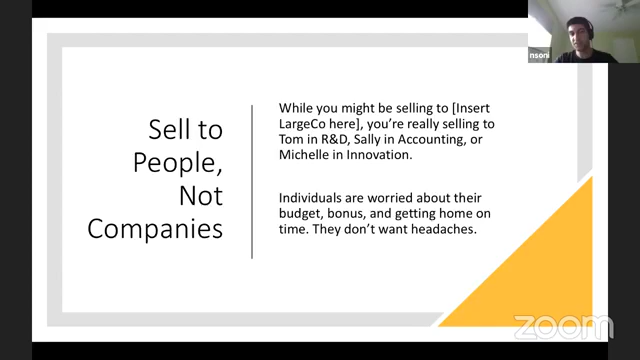 Sell to
People,
Not
Companies
While you might be selling to [Insert
LargeCo here], you're really selling to
Tom in R&D, Sally in Accounting, or
Michelle in Innovation.
Individuals are worried about their
budget, bonus, and getting home on
time. They don't want headaches.
nsoni
zoom